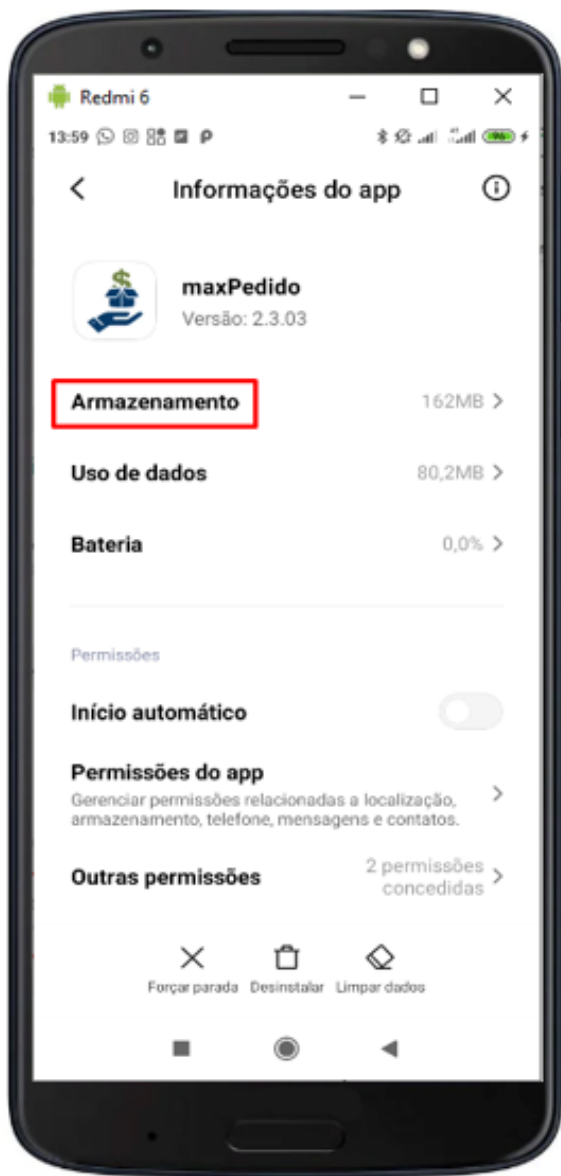 Redmi 6
13:59
96
Informações do app
maxPedido
Versão: 2.3.03
Armazenamento 162MB
Uso de dados 80,2MB
Bateria 0,0%
Permissões
Início automático
Permissões do app
Gerenciar permissões relacionadas a localização,
armazenamento, telefone, mensagens e contatos.
Outras permissões 2 permissões
concedidas
Forçar parada Desinstalar Limpar dados